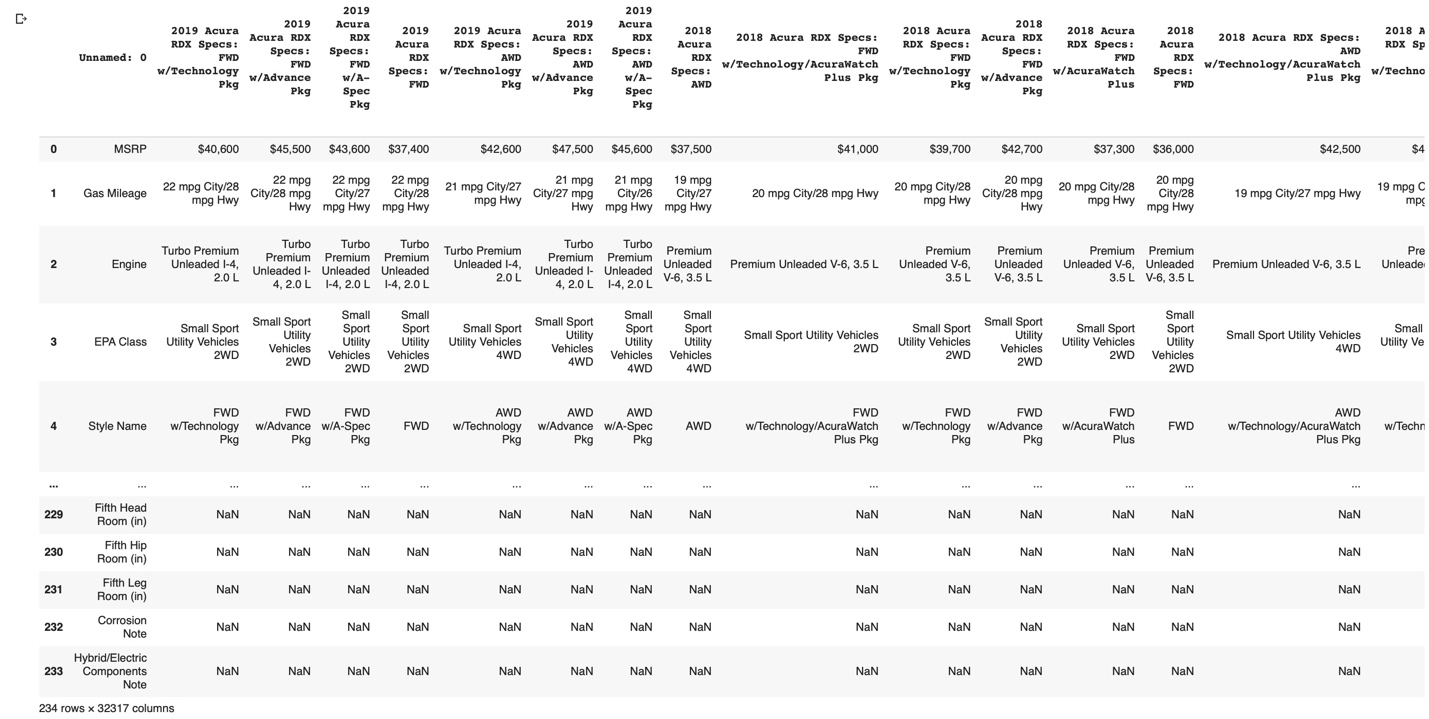 Unnamed: 0 2019 Acura RDX Specs: FWD w/Technology Pkg 2019 Acura RDX Specs: FWD w/Advance Pkg 2019 Acura RDX Specs: FWD w/A-Spec Pkg 2019 Acura RDX Specs: FWD 2019 Acura RDX Specs: AWD w/Technology Pkg 2019 Acura RDX Specs: AWD w/Advance Pkg 2019 Acura RDX Specs: AWD w/A-Spec Pkg 2018 Acura RDX Specs: AWD 2018 Acura RDX Specs: FWD w/Technology/AcuraWatch Plus Pkg 2018 Acura RDX Specs: FWD w/Technology Pkg 2018 Acura RDX Specs: FWD w/Advance Pkg 2018 Acura RDX Specs: FWD w/AcuraWatch Plus 2018 Acura RDX Specs: FWD 2018 Acura RDX Specs: AWD w/Technology/AcuraWatch Plus Pkg 2018 A RDX Sp w/Techno
0 MSRP $40,600 $45,500 $43,600 $37,400 $42,600 $47,500 $45,600 $37,500 $41,000 $39,700 $42,700 $37,300 $36,000 $42,500 $4
1 Gas Mileage 22 mpg City/28 mpg Hwy 22 mpg City/28 mpg Hwy 22 mpg City/27 mpg Hwy 22 mpg City/28 mpg Hwy 21 mpg City/27 mpg Hwy 21 mpg City/27 mpg Hwy 21 mpg City/26 mpg Hwy 19 mpg City/27 mpg Hwy 20 mpg City/28 mpg Hwy 20 mpg City/28 mpg Hwy 20 mpg City/28 mpg Hwy 20 mpg City/28 mpg Hwy 20 mpg City/28 mpg Hwy 19 mpg City/27 mpg Hwy 19 mpg C mpg
2 Engine Turbo Premium Unleaded I-4, 2.0 L Turbo Premium Unleaded I-4, 2.0 L Turbo Premium Unleaded I-4, 2.0 L Turbo Premium Unleaded I-4, 2.0 L Turbo Premium Unleaded I-4, 2.0 L Turbo Premium Unleaded I-4, 2.0 L Turbo Premium Unleaded I-4, 2.0 L Premium Unleaded V-6, 3.5 L Premium Unleaded V-6, 3.5 L Premium Unleaded V-6, 3.5 L Premium Unleaded V-6, 3.5 L Premium Unleaded V-6, 3.5 L Premium Unleaded V-6, 3.5 L Premium Unleaded V-6, 3.5 L Pre Unleade
3 EPA Class Small Sport Utility Vehicles 2WD Small Sport Utility Vehicles 2WD Small Sport Utility Vehicles 2WD Small Sport Utility Vehicles 2WD Small Sport Utility Vehicles 4WD Small Sport Utility Vehicles 4WD Small Sport Utility Vehicles 4WD Small Sport Utility Vehicles 4WD Small Sport Utility Vehicles 2WD Small Sport Utility Vehicles 2WD Small Sport Utility Vehicles 2WD Small Sport Utility Vehicles 2WD Small Sport Utility Vehicles 2WD Small Sport Utility Vehicles 4WD Small Utility Ve
4 Style Name FWD w/Technology Pkg FWD w/Advance Pkg FWD w/A-Spec Pkg FWD AWD w/Technology Pkg AWD w/Advance Pkg AWD w/A-Spec Pkg AWD FWD w/Technology/AcuraWatch Plus Pkg FWD w/Technology Pkg FWD w/Advance Pkg FWD w/AcuraWatch Plus FWD AWD w/Technology/AcuraWatch Plus Pkg w/Techn
... ... ... ... ... ... ... ... ... ... ... ... ... ... ... ...
229 Fifth Head Room (in) NaN NaN NaN NaN NaN NaN NaN NaN NaN NaN NaN NaN NaN NaN
230 Fifth Hip Room (in) NaN NaN NaN NaN NaN NaN NaN NaN NaN NaN NaN NaN NaN NaN
231 Fifth Leg Room (in) NaN NaN NaN NaN NaN NaN NaN NaN NaN NaN NaN NaN NaN NaN
232 Corrosion Note NaN NaN NaN NaN NaN NaN NaN NaN NaN NaN NaN NaN NaN NaN
233 Hybrid/Electric Components Note NaN NaN NaN NaN NaN NaN NaN NaN NaN NaN NaN NaN NaN NaN
234 rows × 32317 columns